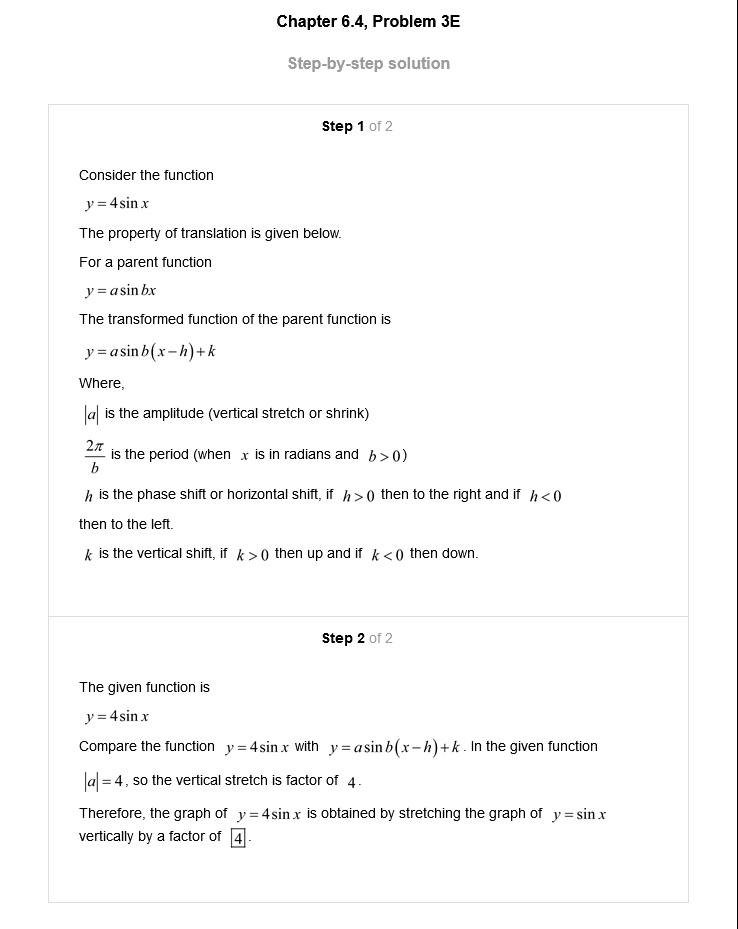 Chapter 6.4, Problem 3E
Step-by-step solution
Step 1 of 2
Consider the function
y = 4 sin x
The property of translation is given below.
For a parent function
y = a sin bx
The transformed function of the parent function is
y = a sin b(x − h) + k
Where,
|a| is the amplitude (vertical stretch or shrink)
2π/b is the period (when x is in radians and b > 0)
h is the phase shift or horizontal shift, if h > 0 then to the right and if h < 0
then to the left.
k is the vertical shift, if k > 0 then up and if k < 0 then down.
Step 2 of 2
The given function is
y = 4 sin x
Compare the function y = 4 sin x with y = a sin b(x − h) + k. In the given function
|a| = 4, so the vertical stretch is factor of 4.
Therefore, the graph of y = 4 sin x is obtained by stretching the graph of y = sin x
vertically by a factor of 4.